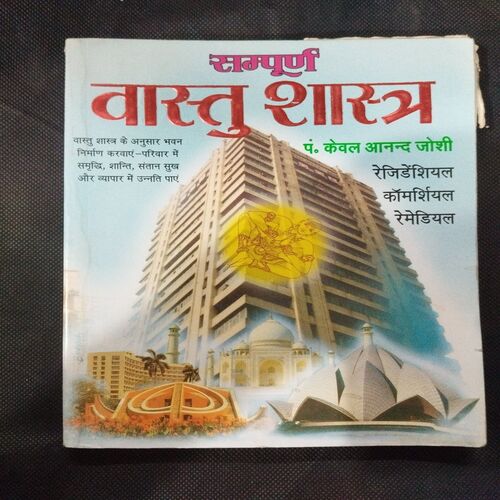 सम्पूर्ण
वास्तु शास्त्र
वास्तु शास्त्र के अनुसार भवन
निर्माण करवाएं-परिवार में
समृद्धि, शान्ति, संतान सुख
और व्यापार में उन्नति पाएं
पं. केवल आनन्द जोशी
रेजिडेंशियल
कॉमर्शियल
रेमेडियल